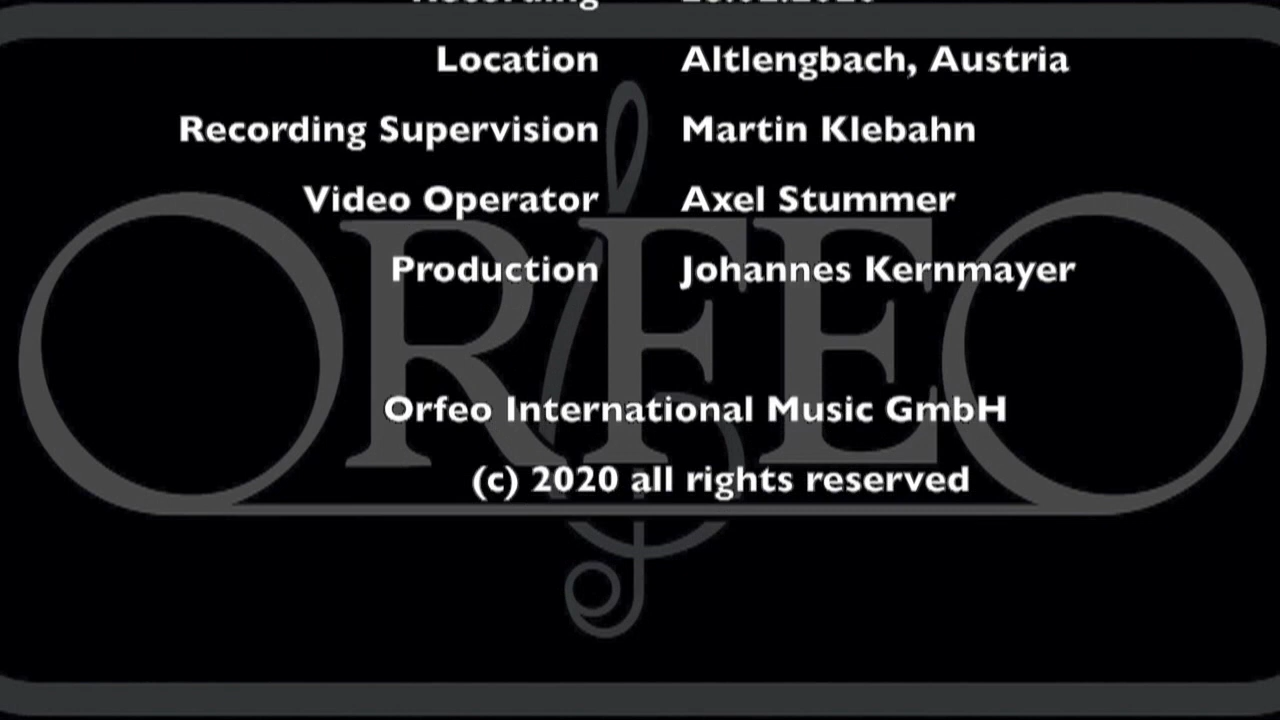 Location Altlengbach, Austria
Recording Supervision Martin Klebahn
Video Operator Axel Stummer
Production Johannes Kernmayer
ORFEO
Orfeo International Music GmbH
(c) 2020 all rights reserved